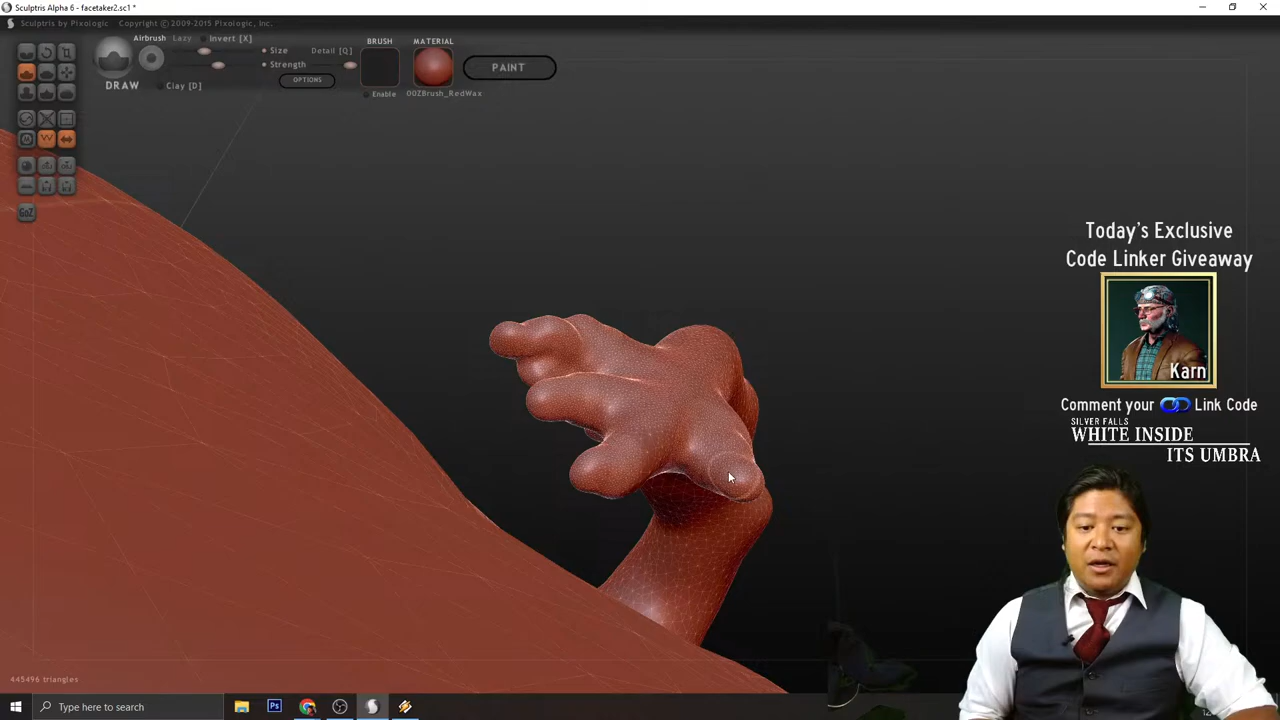 Sculptris Alpha 6 - facetaker2.sc1 *
Sculptris by Pixologic Copyright © 2009-2015 Pixologic, Inc.
Airbrush Lazy Invert [X]
BRUSH
MATERIAL
Size
Detail [Q]
Strength
PAINT
OPTIONS
DRAW
Clay [D]
Enable
00ZBrush_RedWax
GoZ
Today's Exclusive
Code Linker Giveaway
Karn
Comment your Link Code
SILVER FALLS
WHITE INSIDE
ITS UMBRA
445496 triangles
Type here to search
Ps